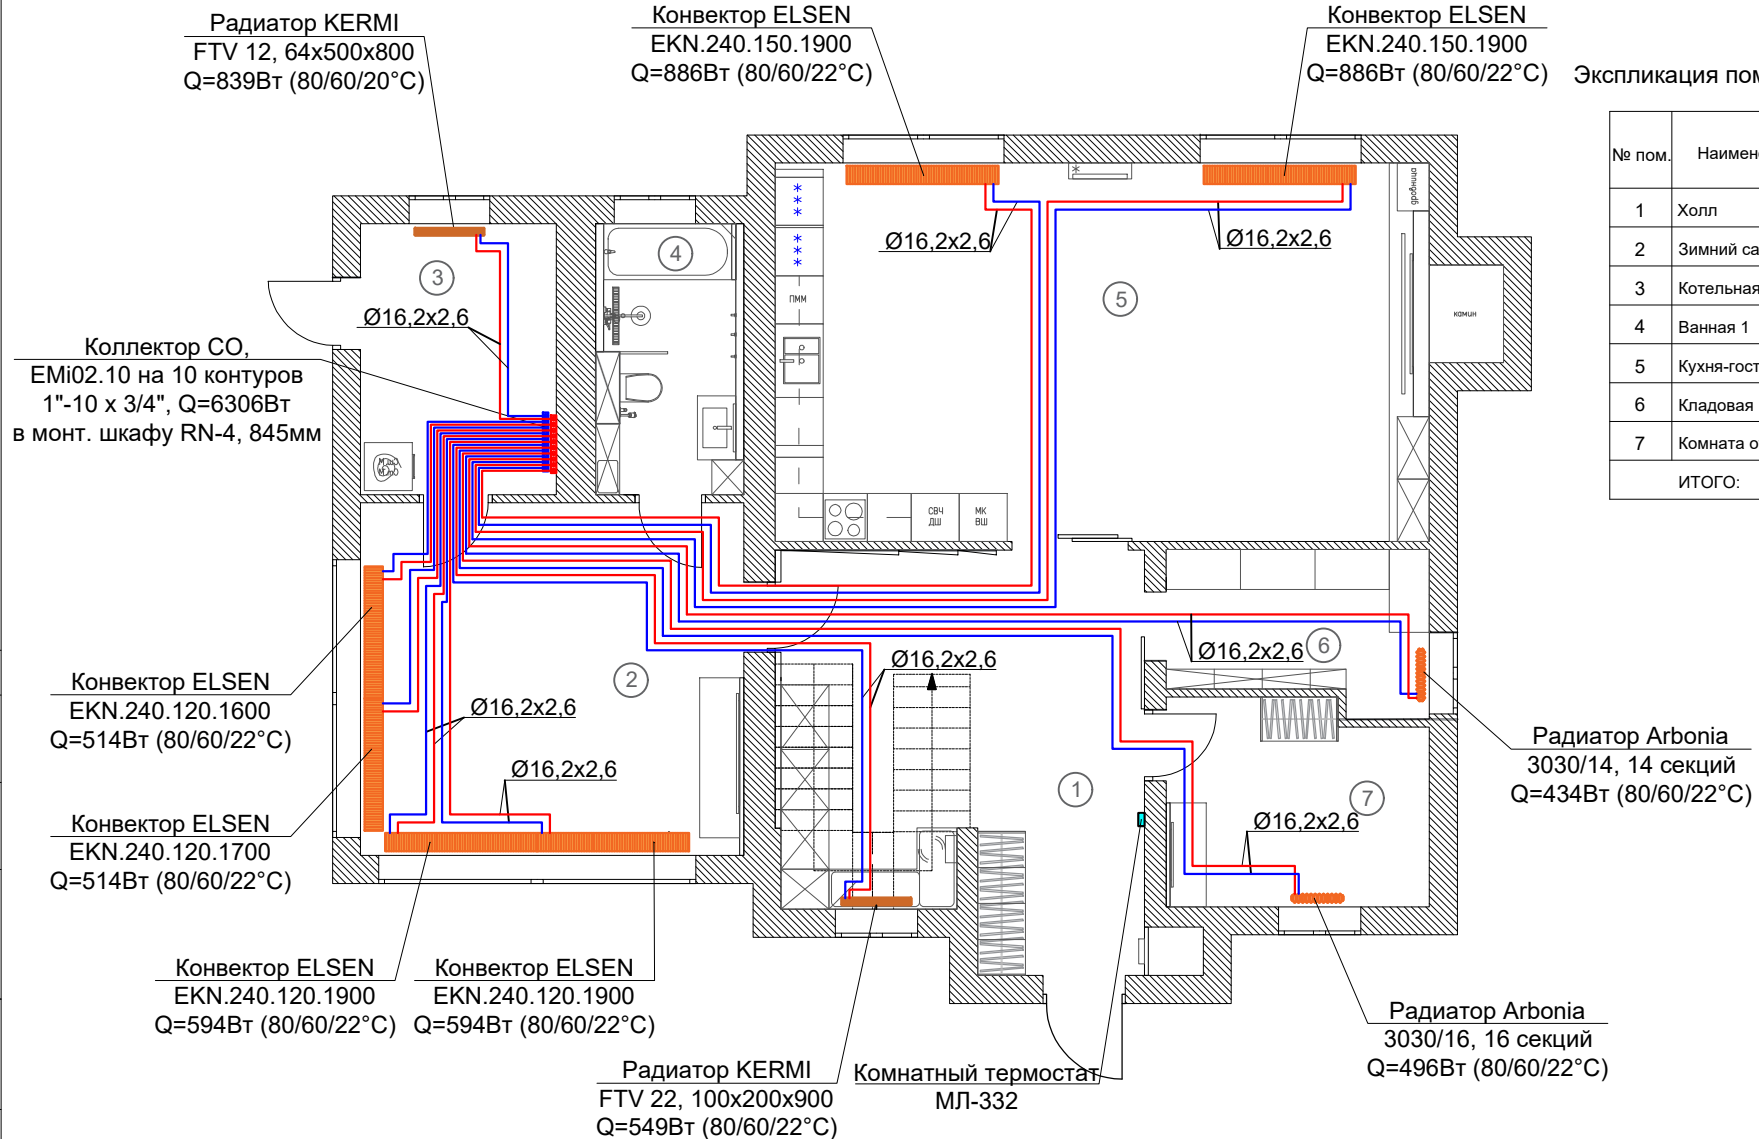 Радиатор KERMI
FTV 12, 64x500x800
Q=839Вт (80/60/20°C)
Конвектор ELSEN
EKN.240.150.1900
Q=886Вт (80/60/22°C)
Конвектор ELSEN
EKN.240.150.1900
Q=886Вт (80/60/22°C)
Экспликация пом
№ пом.
Наимено
1 Холл
2 Зимний са
3 Котельная
4 Ванная 1
5 Кухня-гост
6 Кладовая
7 Комната о
ИТОГО:
Ø16,2x2,6
Ø16,2x2,6
Ø16,2x2,6
3
4
5
ПММ
камин
Коллектор СО,
EMi02.10 на 10 контуров
1"-10 x 3/4", Q=6306Вт
в монт. шкафу RN-4, 845мм
СВЧ
ДШ
МК
ВШ
Ø16,2x2,6
Ø16,2x2,6
6
2
Конвектор ELSEN
EKN.240.120.1600
Q=514Вт (80/60/22°C)
Ø16,2x2,6
Ø16,2x2,6
Радиатор Arbonia
3030/14, 14 секций
Q=434Вт (80/60/22°C)
1
7
Ø16,2x2,6
Конвектор ELSEN
EKN.240.120.1700
Q=514Вт (80/60/22°C)
Конвектор ELSEN
EKN.240.120.1900
Q=594Вт (80/60/22°C)
Конвектор ELSEN
EKN.240.120.1900
Q=594Вт (80/60/22°C)
Радиатор Arbonia
3030/16, 16 секций
Q=496Вт (80/60/22°C)
Радиатор KERMI
FTV 22, 100x200x900
Q=549Вт (80/60/22°C)
Комнатный термостат
МЛ-332